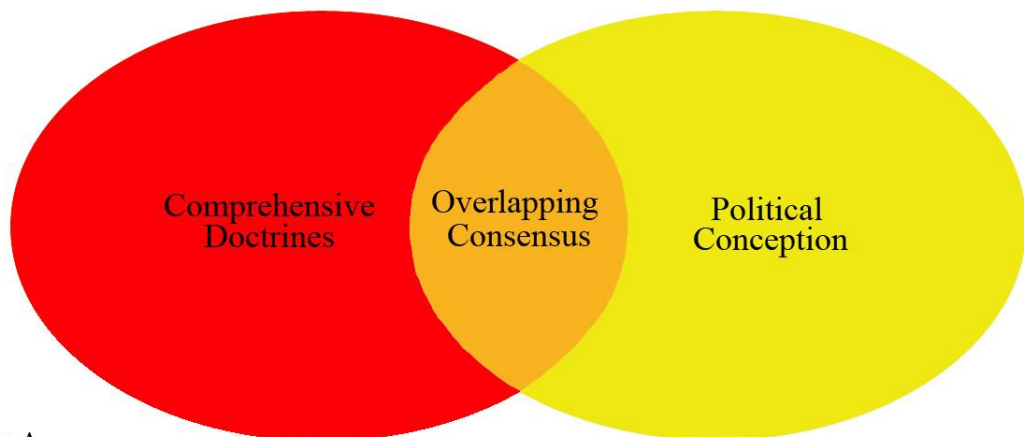 Comprehensive
Doctrines
Overlapping
Consensus
Political
Conception